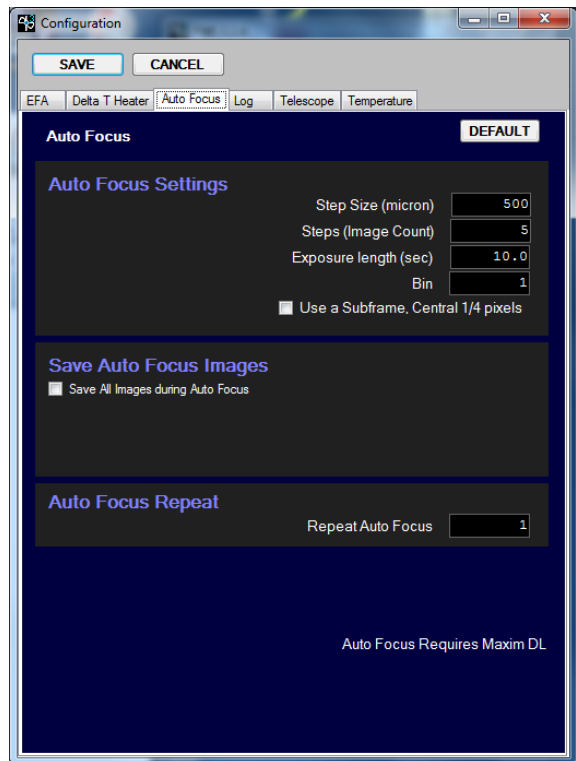 Configuration
SAVE CANCEL
EFA Delta T Heater Auto Focus Log Telescope Temperature
Auto Focus DEFAULT
Auto Focus Settings
Step Size (micron) 500
Steps (Image Count) 5
Exposure length (sec) 10.0
Bin 1
Use a Subframe, Central 1/4 pixels
Save Auto Focus Images
Save All Images during Auto Focus
Auto Focus Repeat
Repeat Auto Focus 1
Auto Focus Requires Maxim DL